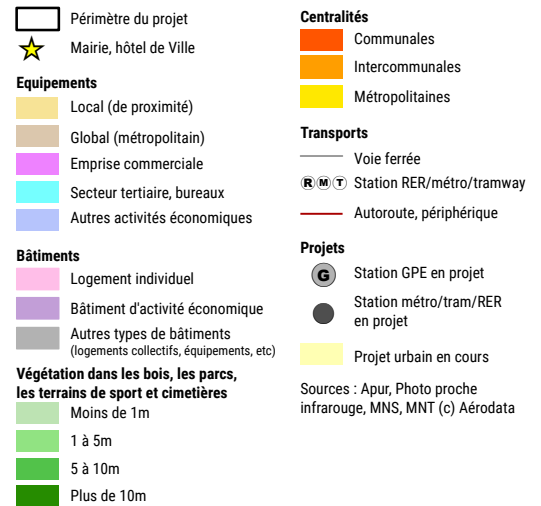 Périmètre du projet
Mairie, hôtel de Ville
Equipements
Local (de proximité)
Global (métropolitain)
Emprise commerciale
Secteur tertiaire, bureaux
Autres activités économiques
Bâtiments
Logement individuel
Bâtiment d'activité économique
Autres types de bâtiments
(logements collectifs, équipements, etc)
Végétation dans les bois, les parcs,
les terrains de sport et cimetières
Moins de 1m
1 à 5m
5 à 10m
Plus de 10m
Centralités
Communales
Intercommunales
Métropolitaines
Transports
Voie ferrée
R M T Station RER/métro/tramway
Autoroute, périphérique
Projets
G Station GPE en projet
Station métro/tram/RER
en projet
Projet urbain en cours
Sources : Apur, Photo proche
infrarouge, MNS, MNT (c) Aérodata